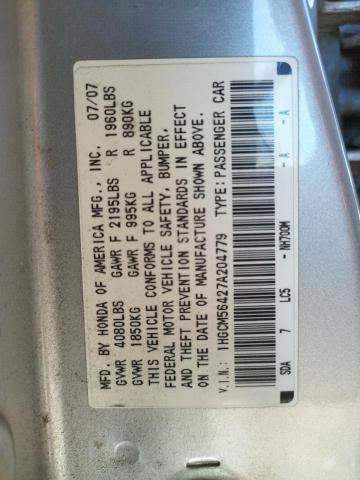 MFD. BY HONDA OF AMERICA MFG., INC. 07/07
GVWR 4080LBS GAWR F 2195LBS R 1960LBS
GVWR 1850KG GAWR F 995KG R 890KG
THIS VEHICLE CONFORMS TO ALL APPLICABLE
FEDERAL MOTOR VEHICLE SAFETY, BUMPER,
AND THEFT PREVENTION STANDARDS IN EFFECT
ON THE DATE OF MANUFACTURE SHOWN ABOVE.
V.I.N.: 1HGCM56427A204779 TYPE:PASSENGER CAR
SDA 7 LC5 - NH700M - A - A